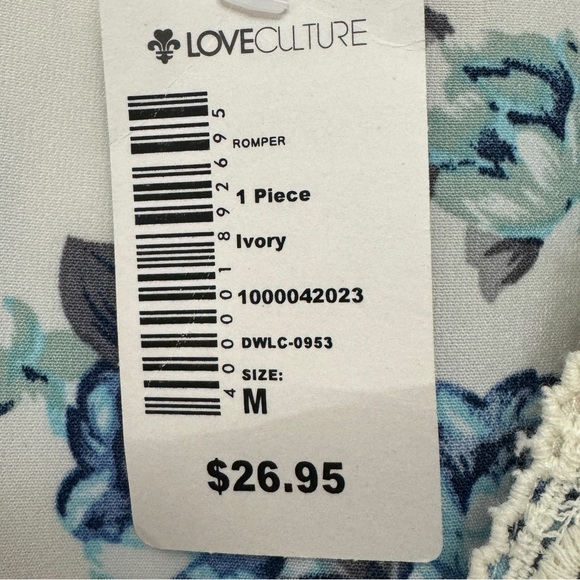 LOVECULTURE
ROMPER
1 Piece
Ivory
1000042023
DWLC-0953
SIZE:
M
$26.95
400001892695